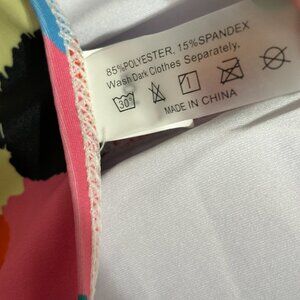 85%POLYESTER, 15%SPANDEX
Wash Dark Clothes Separately.
30°
MADE IN CHINA